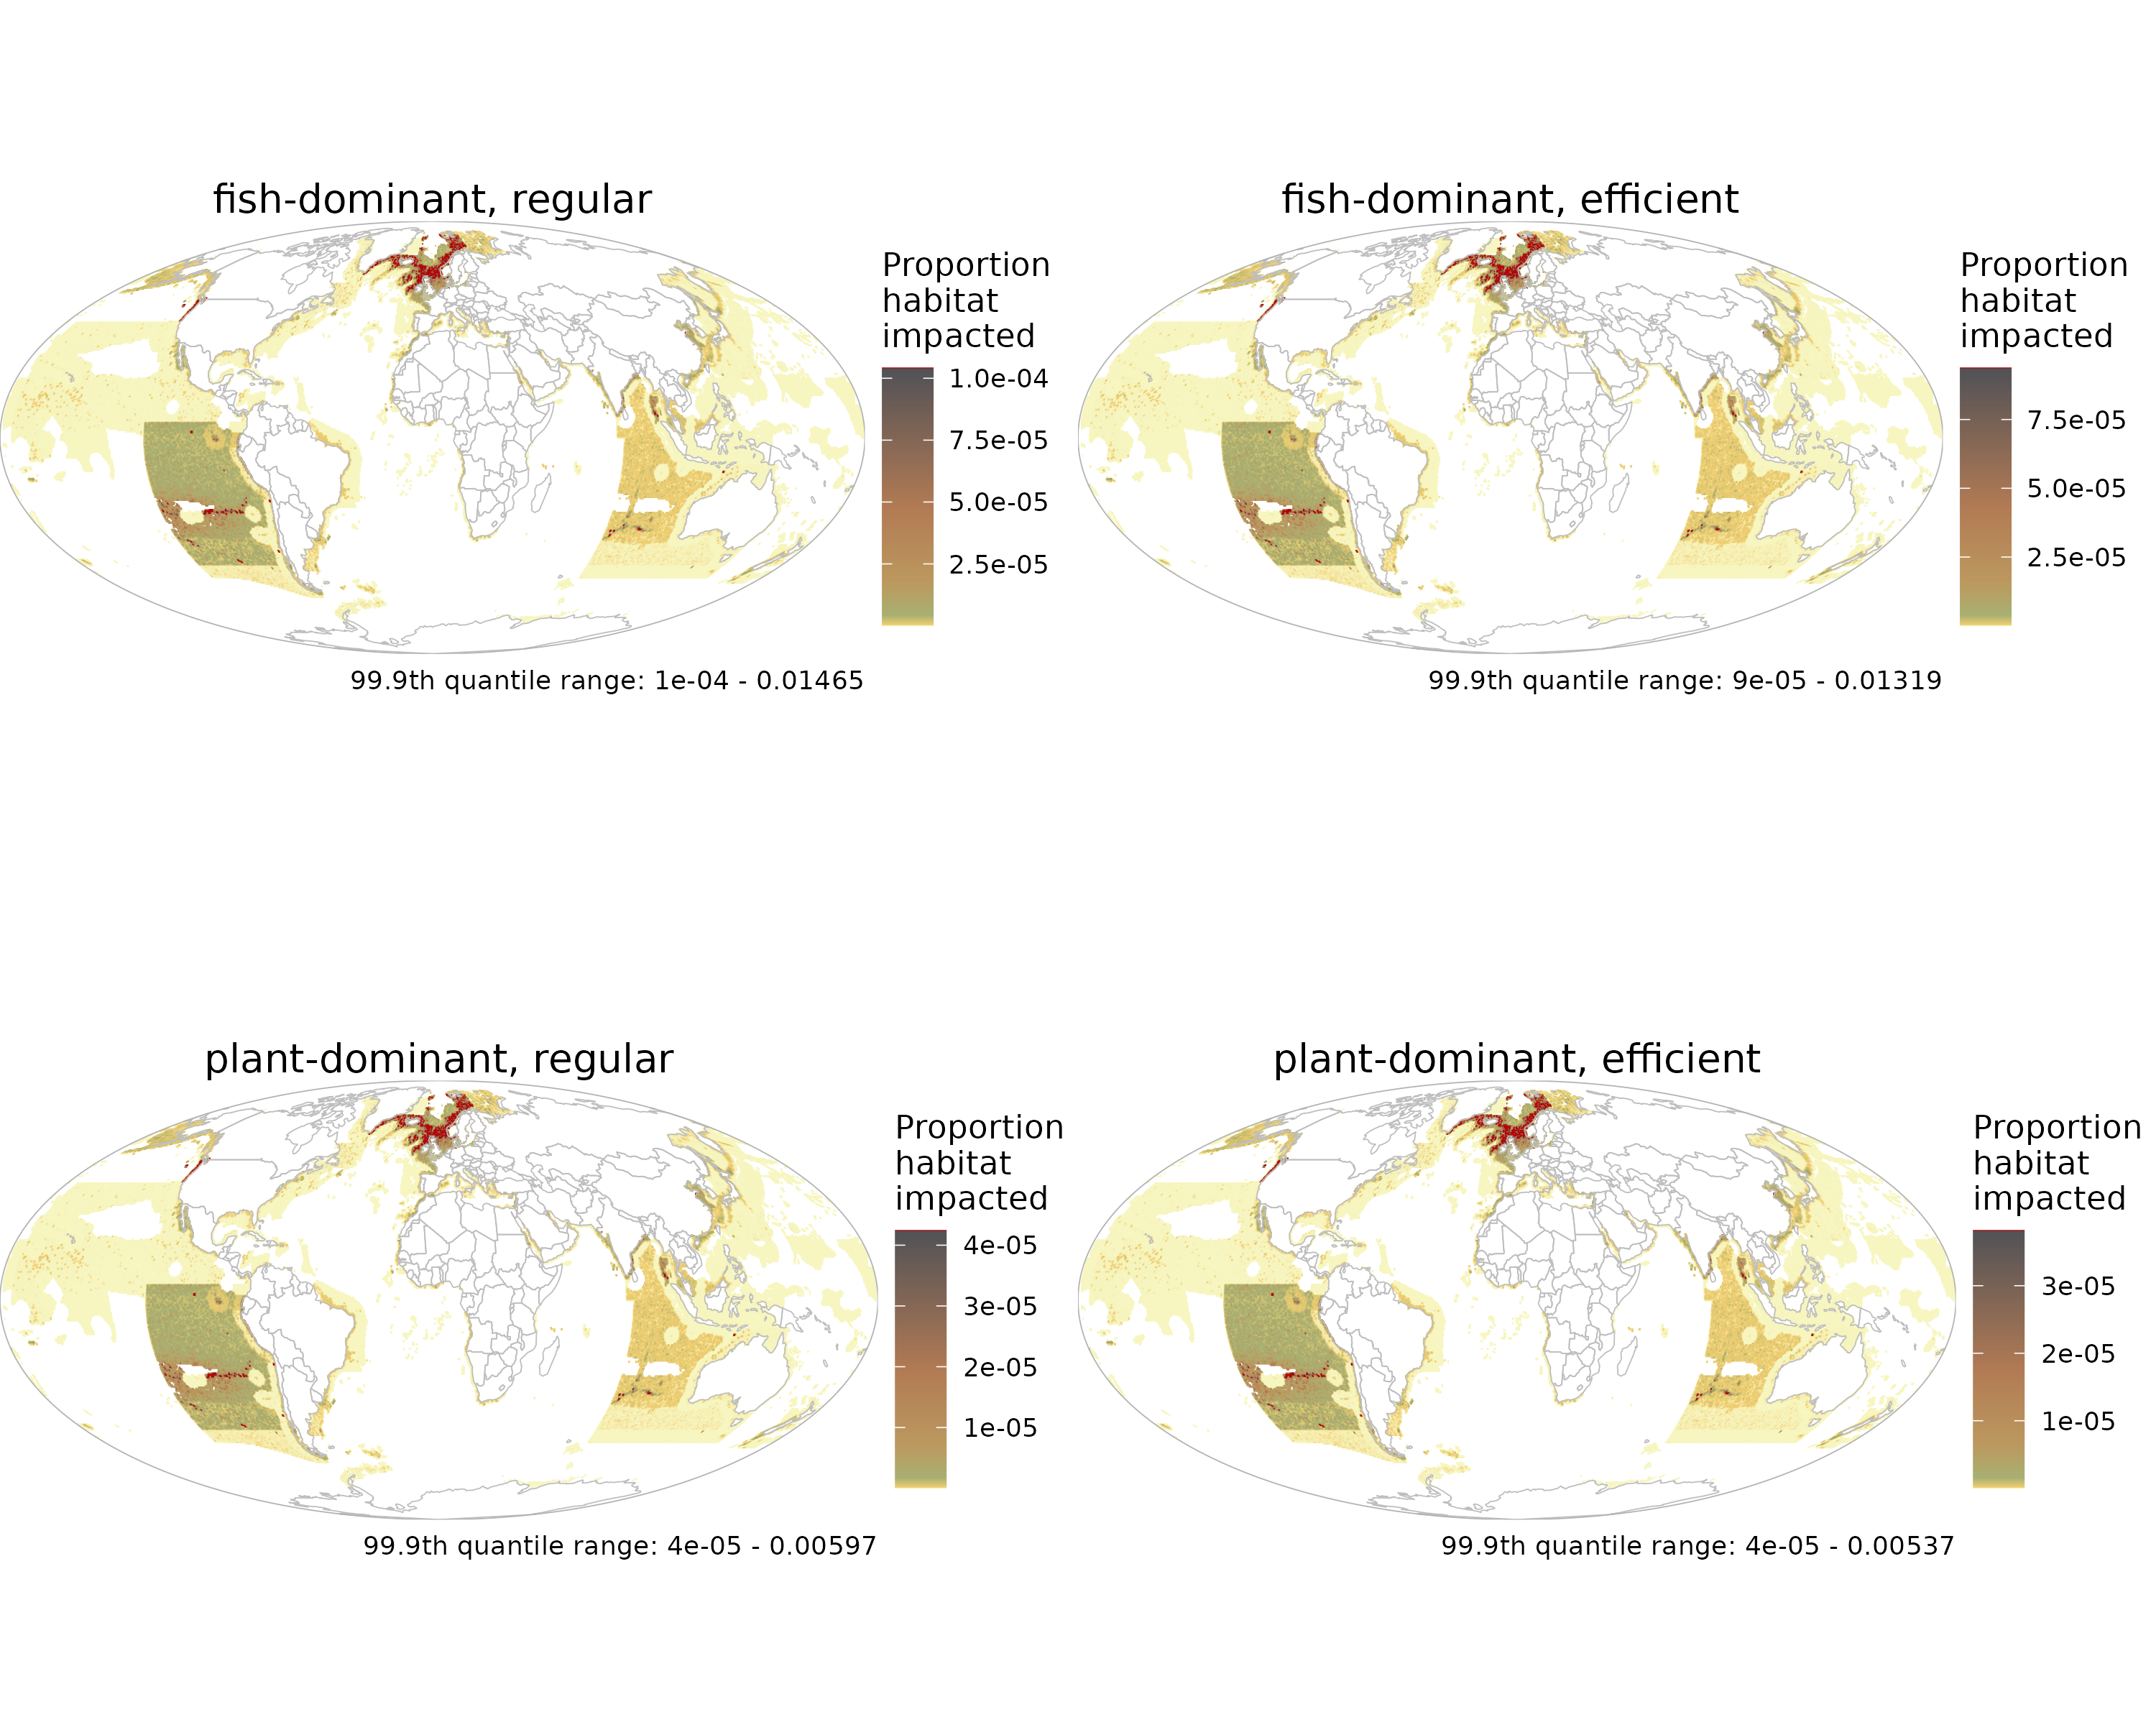 fish-dominant, regular
Proportion
habitat
impacted
1.0e-04
7.5e-05
5.0e-05
2.5e-05
99.9th quantile range: 1e-04 - 0.01465
fish-dominant, efficient
Proportion
habitat
impacted
7.5e-05
5.0e-05
2.5e-05
99.9th quantile range: 9e-05 - 0.01319
plant-dominant, regular
Proportion
habitat
impacted
4e-05
3e-05
2e-05
1e-05
99.9th quantile range: 4e-05 - 0.00597
plant-dominant, efficient
Proportion
habitat
impacted
3e-05
2e-05
1e-05
99.9th quantile range: 4e-05 - 0.00537